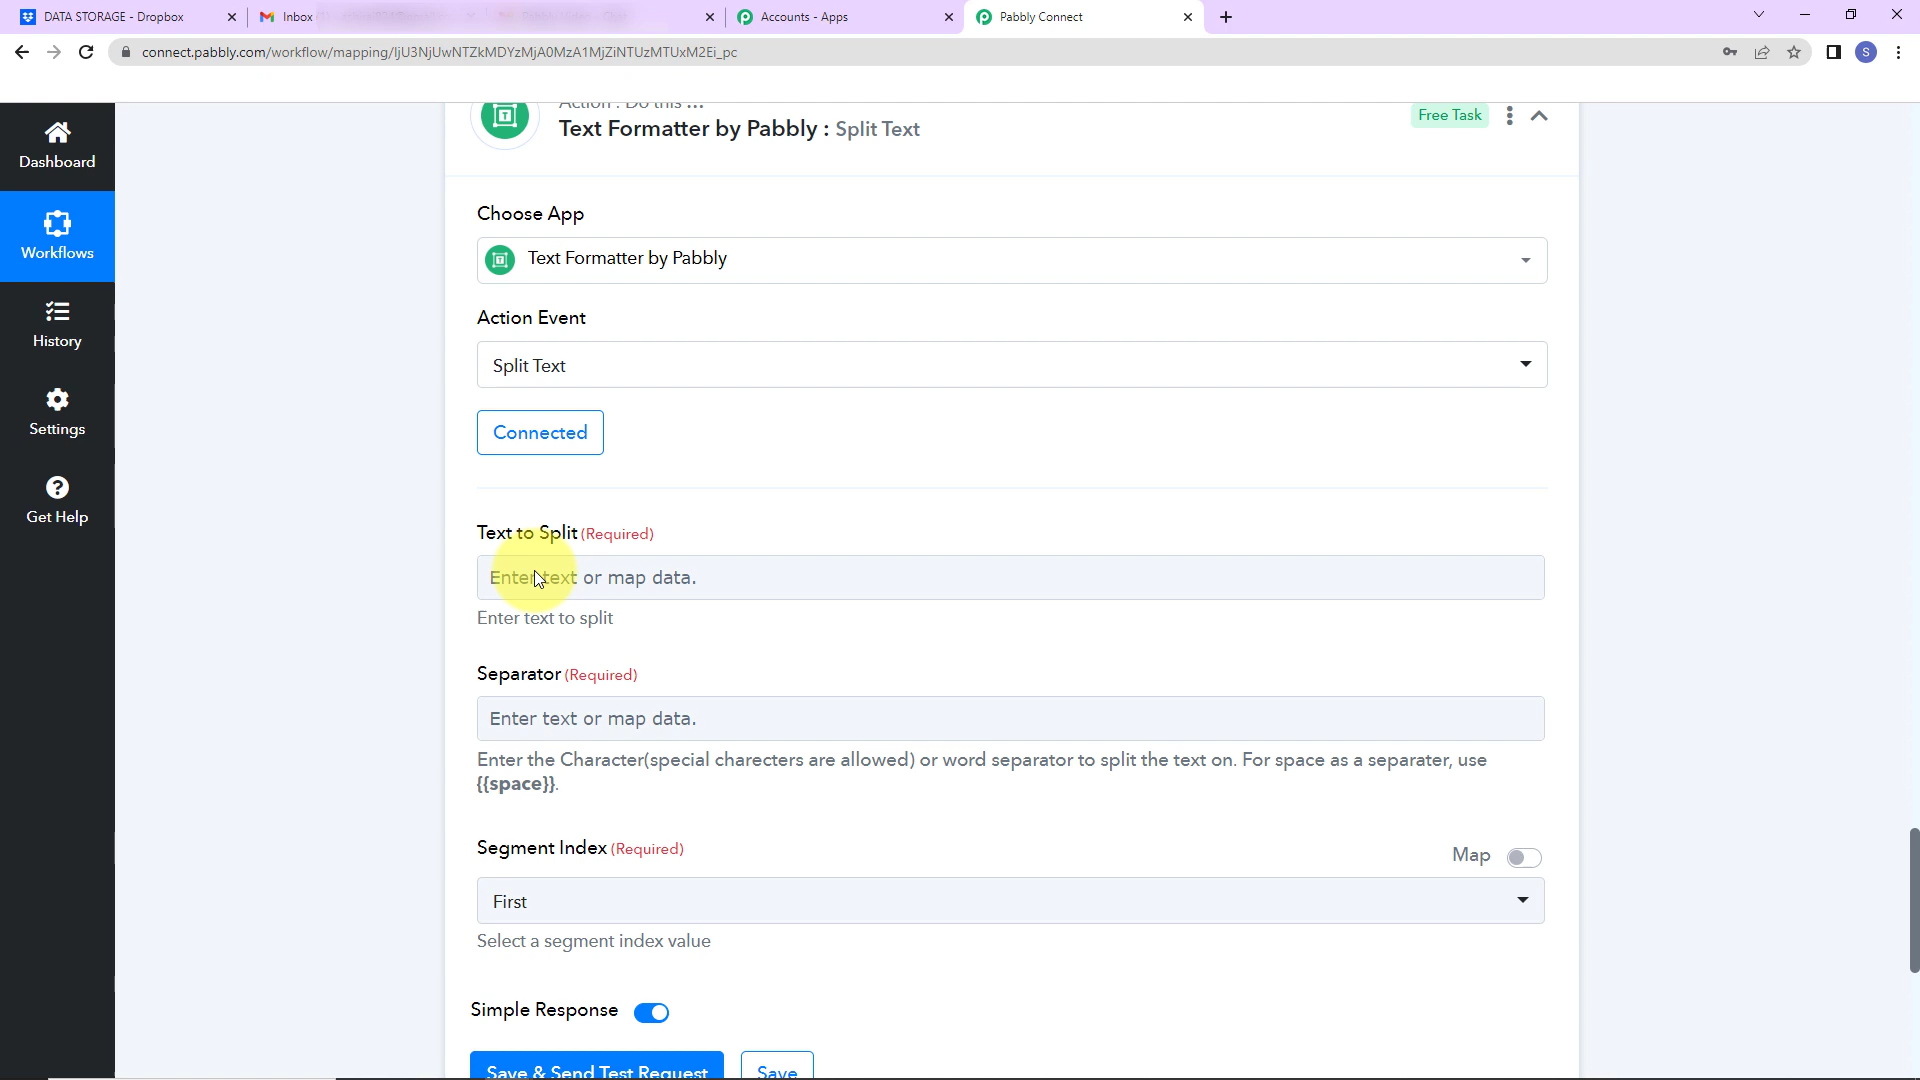 DATA STORAGE - Dropbox
Inbox
Accounts - Apps
Pabbly Connect
connect.pabbly.com/workflow/mapping/IjU3NjUwNTZkMDYzMjA0MzA1MjZiNTUzMTUxM2Ei_pc
S
Action : Do this ...
Text Formatter by Pabbly : Split Text
Free Task
Dashboard
Workflows
History
Settings
Get Help
Choose App
Text Formatter by Pabbly
Action Event
Split Text
Connected
Text to Split (Required)
Enter text or map data.
Enter text to split
Separator (Required)
Enter text or map data.
Enter the Character(special charecters are allowed) or word separator to split the text on. For space as a separater, use
{{space}}.
Segment Index (Required)
Map
First
Select a segment index value
Simple Response
Save & Send Test Request
Save